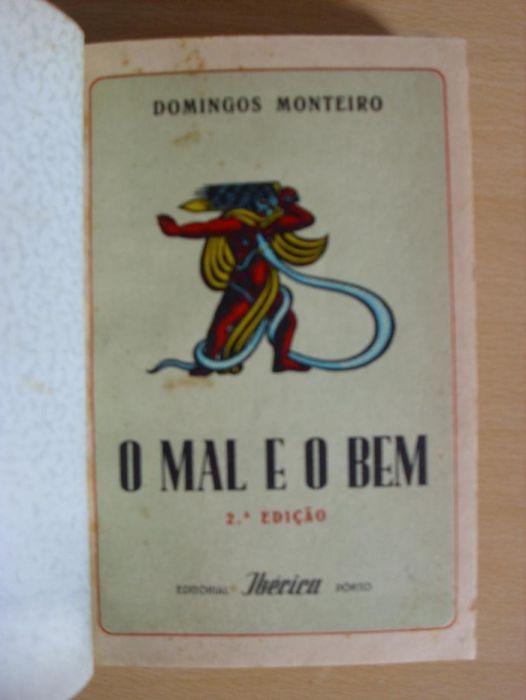 DOMINGOS MONTEIRO
O MAL E O BEM
2.ª EDIÇÃO
EDITORIAL Ibérica PORTO